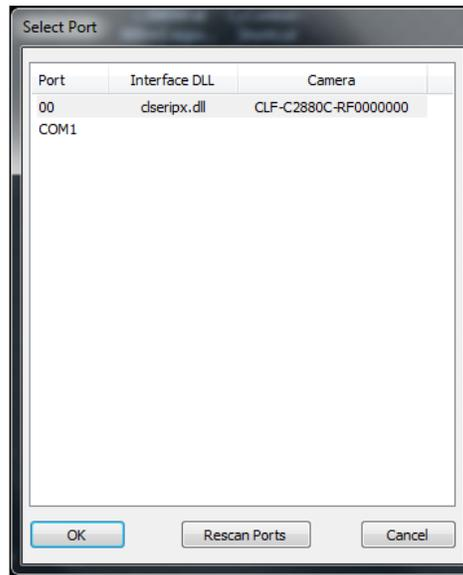 Select Port
Port Interface DLL Camera
00 clseripx.dll CLF-C2880C-RF0000000
COM1
OK Rescan Ports Cancel